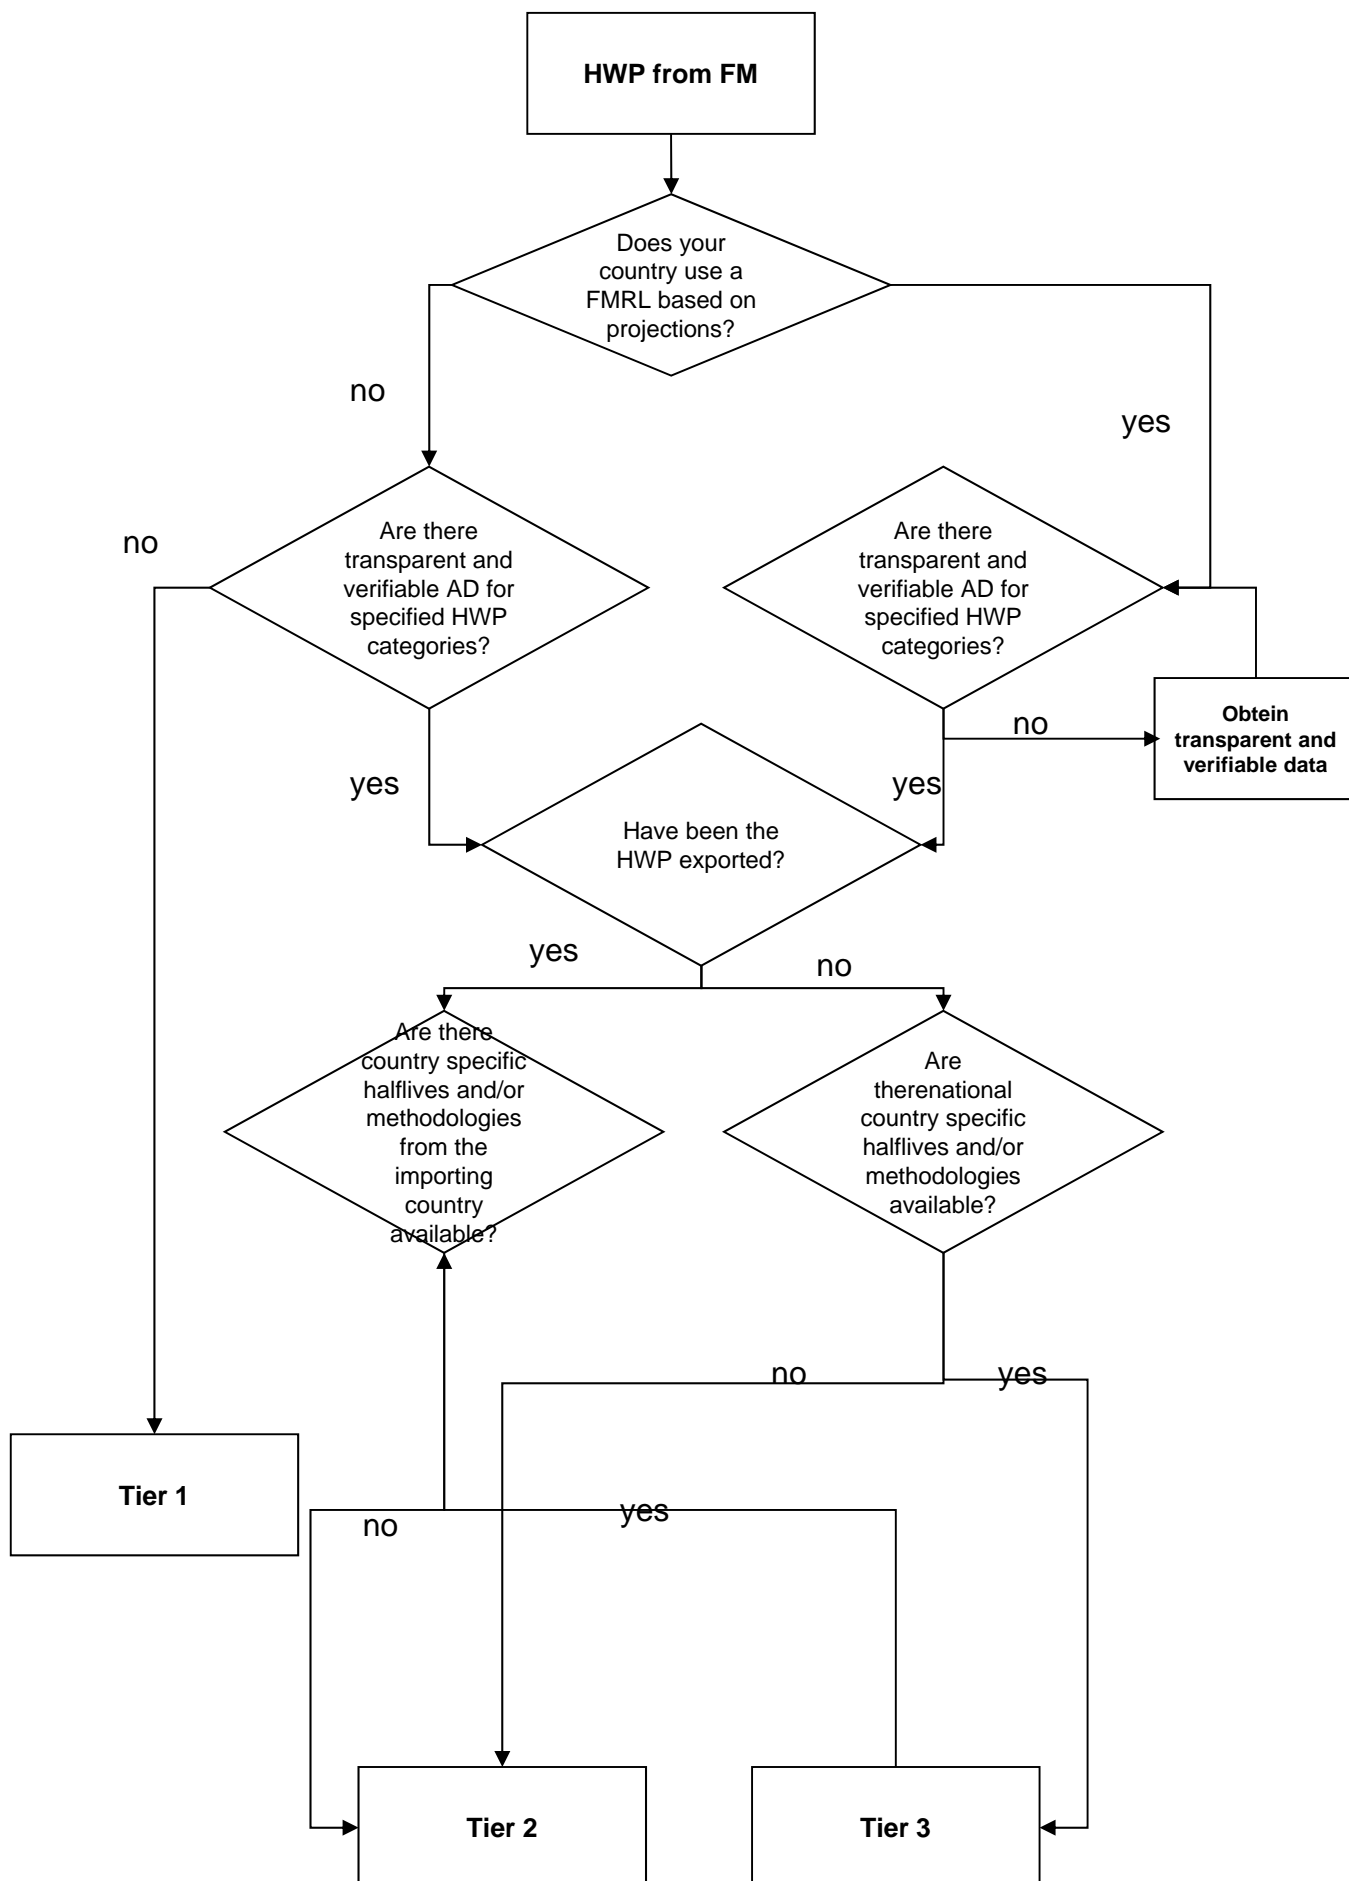 HWP from FM
Does your
country use a
FMRL based on
projections?
no
yes
no
Are there
transparent and
verifiable AD for
specified HWP
categories?
Are there
transparent and
verifiable AD for
specified HWP
categories?
Obtein
transparent and
verifiable data
no
yes
yes
Have been the
HWP exported?
yes
no
Are there
country specific
halflives and/or
methodologies
from the
importing
country
available?
Are
therenational
country specific
halflives and/or
methodologies
available?
no
yes
Tier 1
no
yes
Tier 2
Tier 3